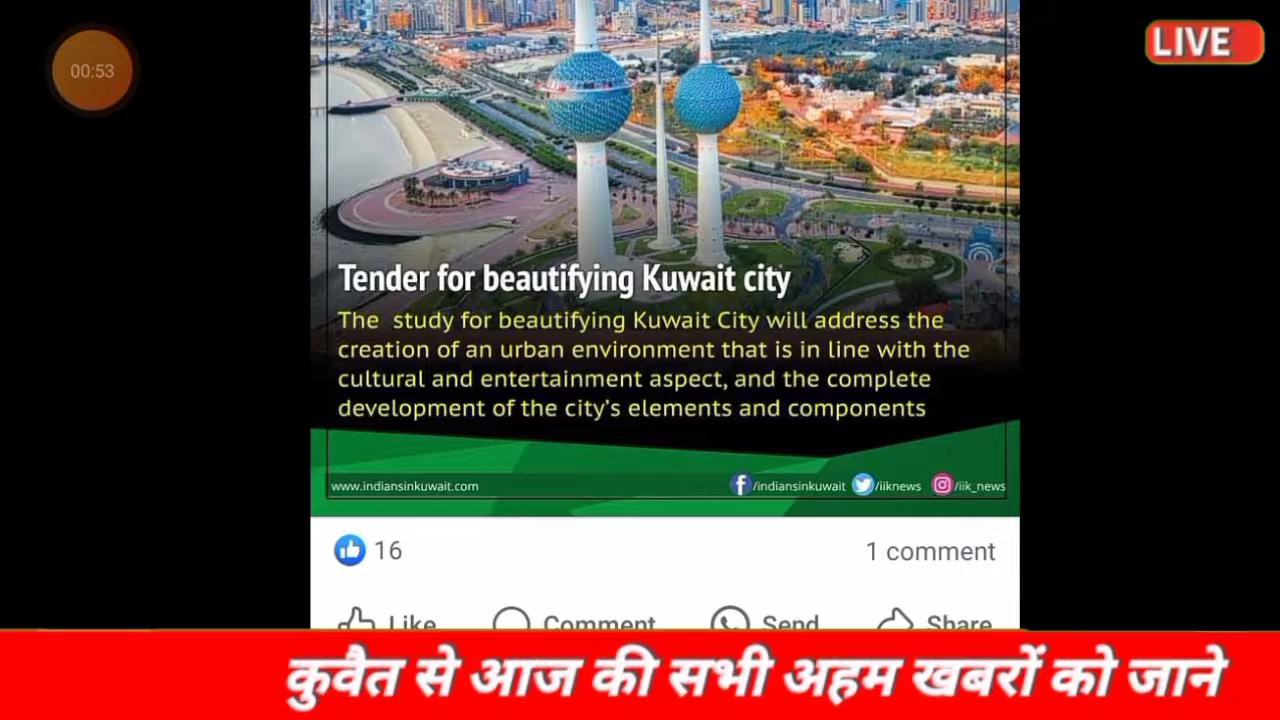 00:53
LIVE
Tender for beautifying Kuwait city
The study for beautifying Kuwait City will address the
creation of an urban environment that is in line with the
cultural and entertainment aspect, and the complete
development of the city's elements and components
www.indiansinkuwait.com /indiansinkuwait /iiknews /iik_news
16 1 comment
Like Comment Send Share
कुवैत से आज की सभी अहम खबरों को जाने